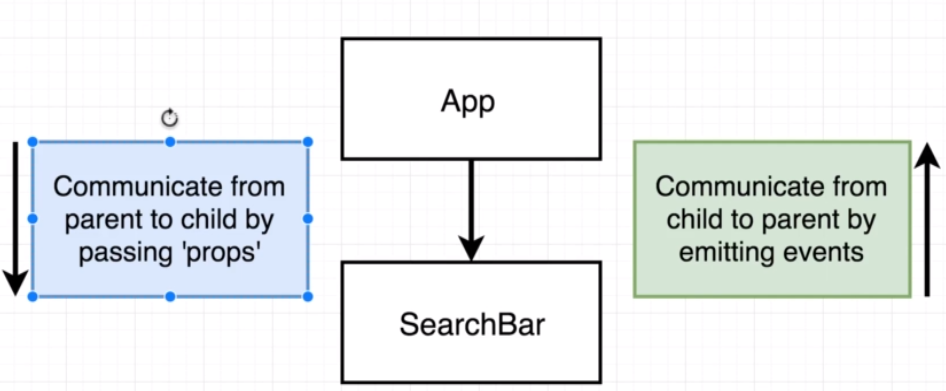 App
Communicate from
parent to child by
passing 'props'
Communicate from
child to parent by
emitting events
SearchBar